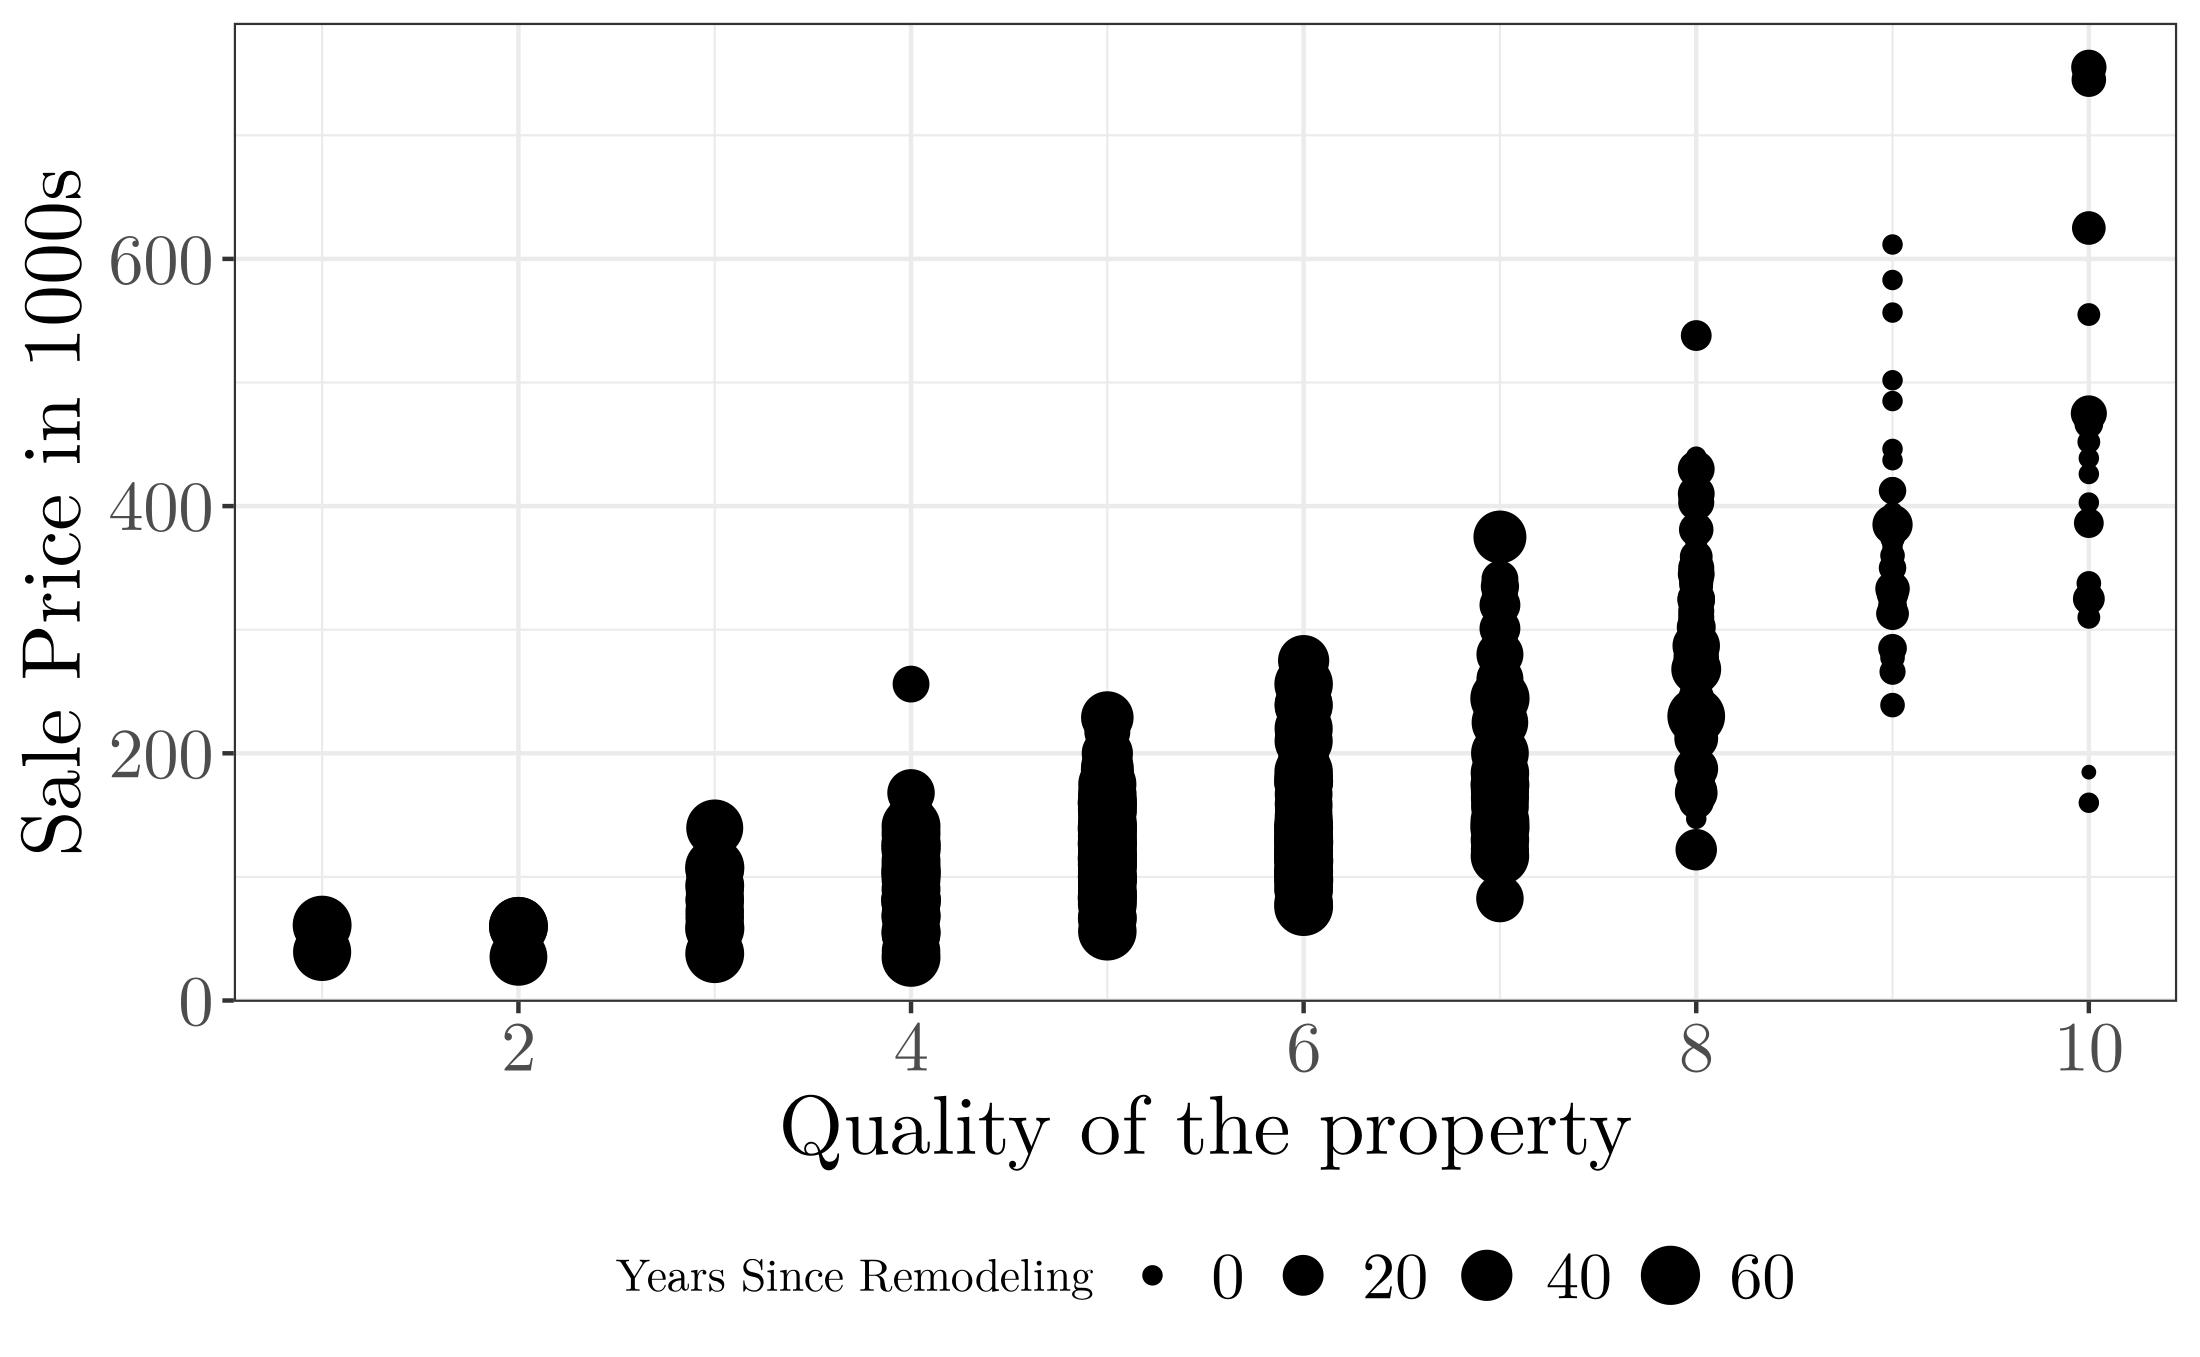 Sale Price in 1000s
600
400
200
0
2 4 6 8 10
Quality of the property
Years Since Remodeling 0 20 40 60